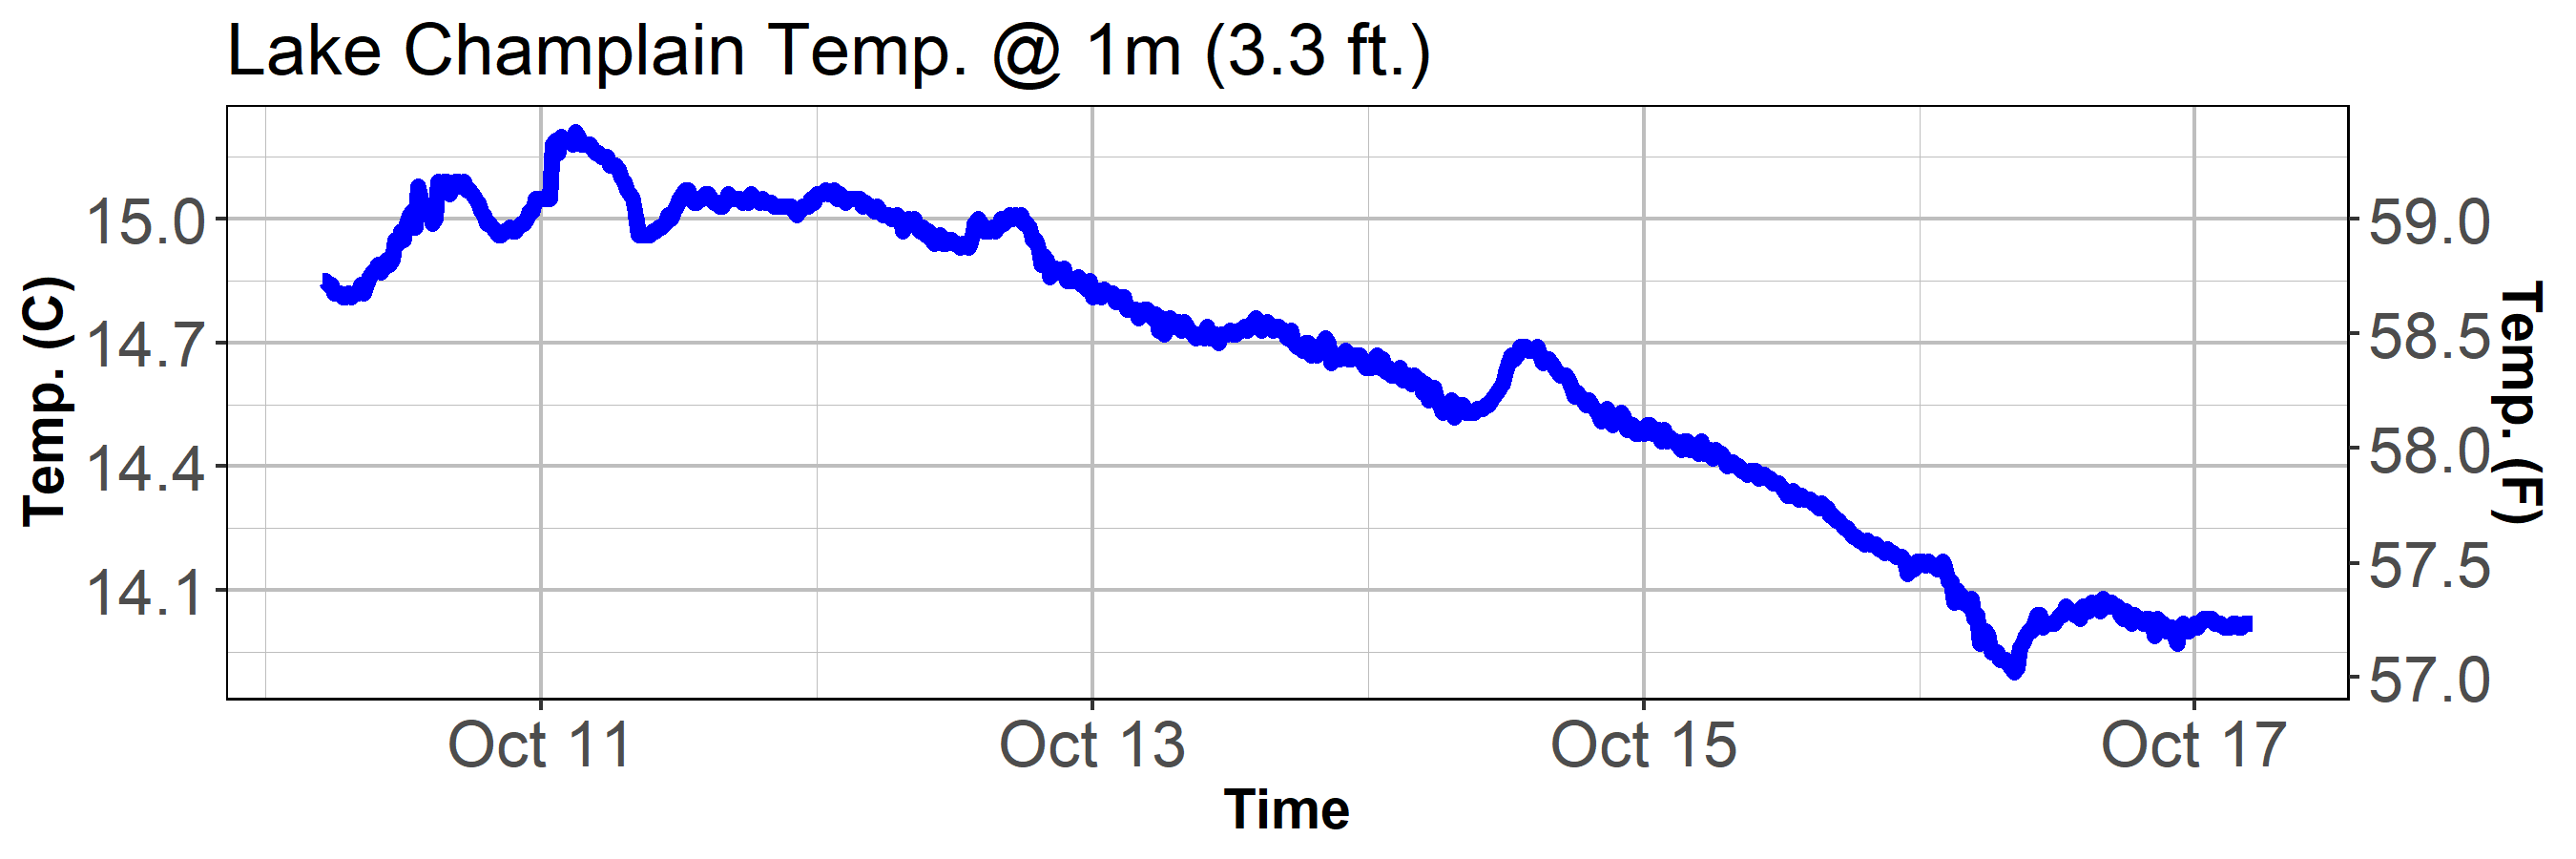 Lake Champlain Temp. @ 1m (3.3 ft.)
Temp. (C)
15.0
14.7
14.4
14.1
59.0
58.5
58.0
57.5
57.0
Temp. (F)
Oct 11
Oct 13
Oct 15
Oct 17
Time